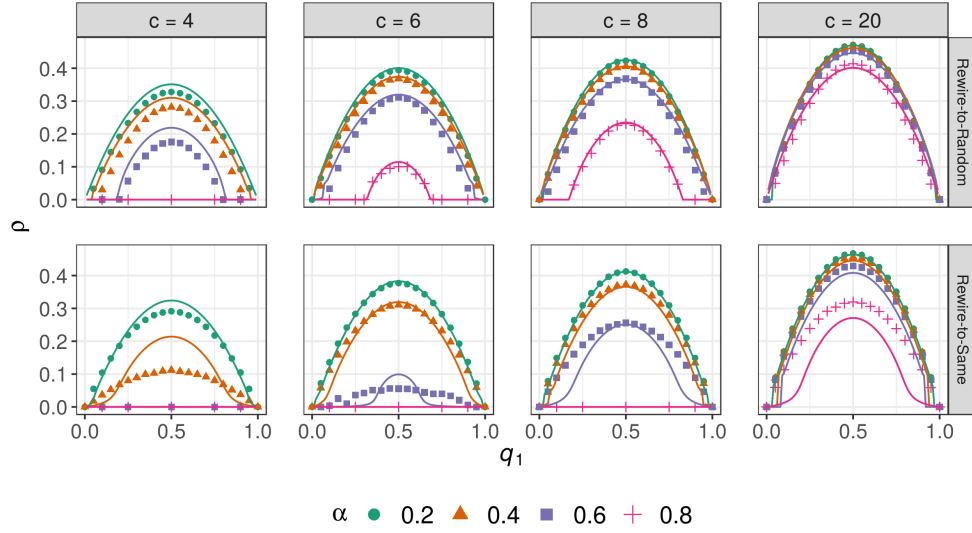 c = 4 c = 6 c = 8 c = 20
0.4
0.3
0.2
0.1
0.0
Rewire-to-Random
ρ
0.4
0.3
0.2
0.1
0.0
Rewire-to-Same
0.0 0.5 1.0 0.0 0.5 1.0 0.0 0.5 1.0 0.0 0.5 1.0
q₁
α 0.2 0.4 0.6 0.8